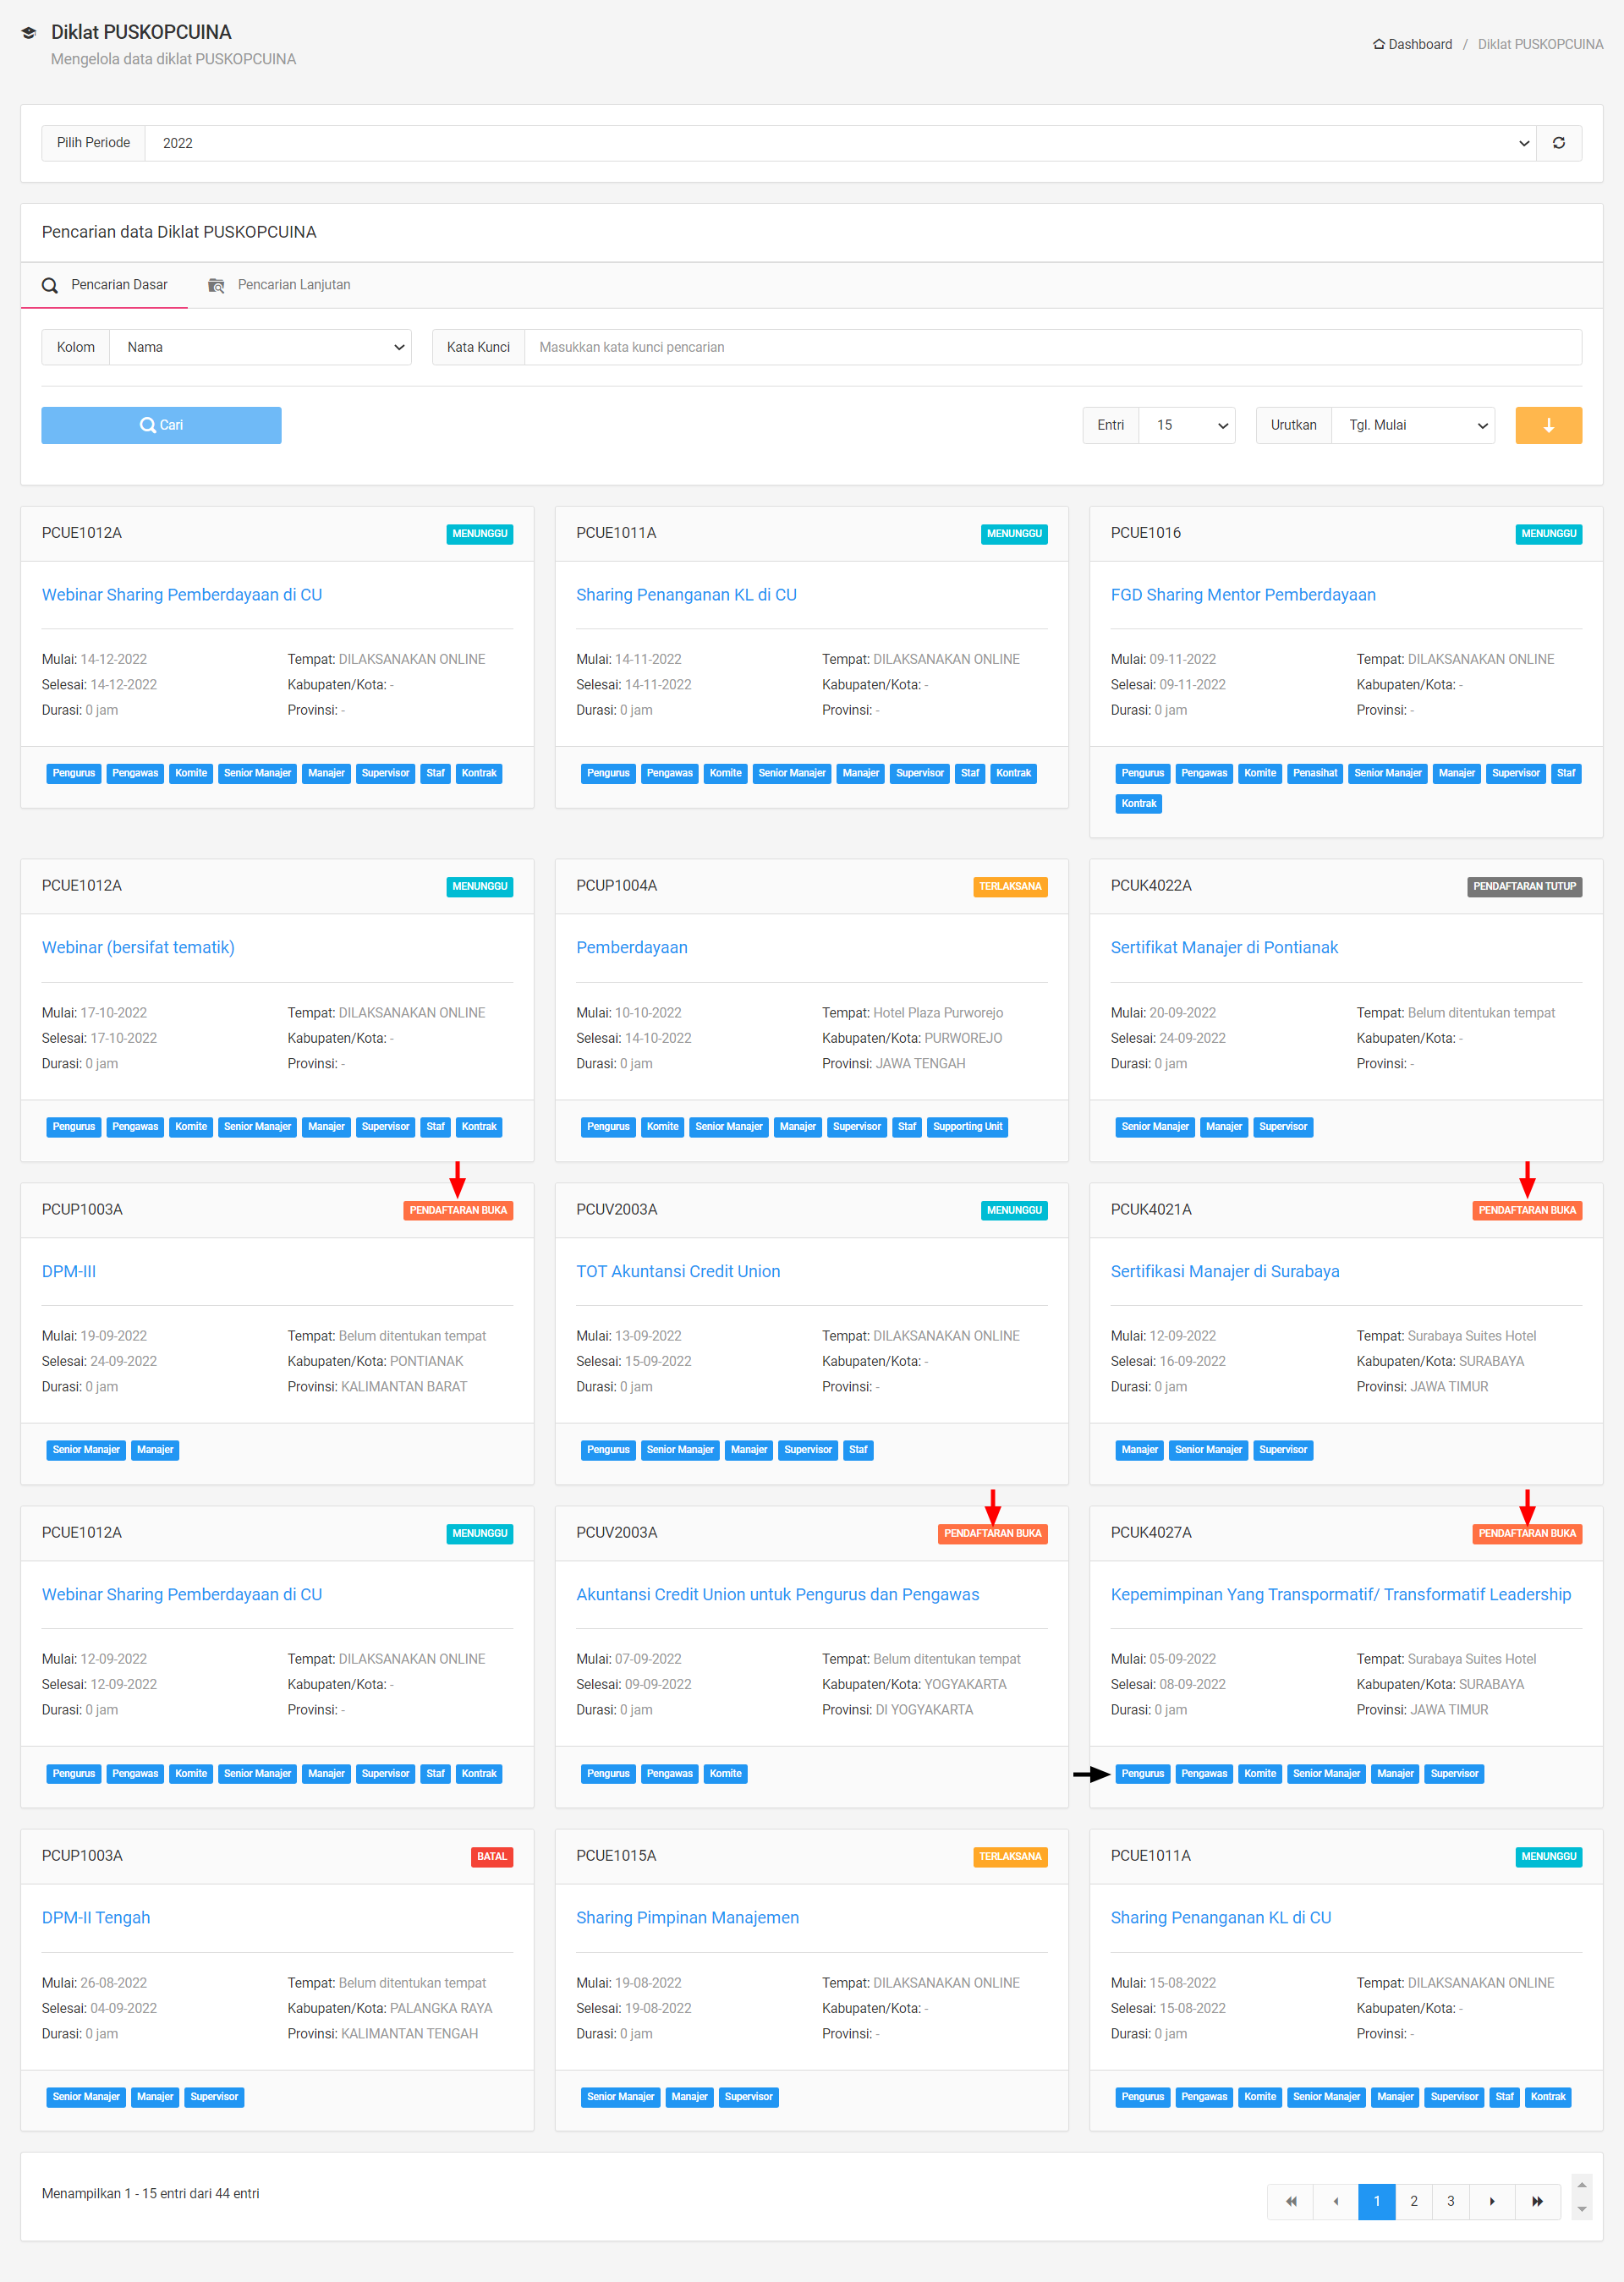 Diklat PUSKOPCUINA
Mengelola data diklat PUSKOPCUINA
Dashboard / Diklat PUSKOPCUINA
Pilih Periode 2022
Pencarian data Diklat PUSKOPCUINA
Pencarian Dasar Pencarian Lanjutan
Kolom Nama Kata Kunci Masukkan kata kunci pencarian
Cari Entri 15 Urutkan Tgl. Mulai
PCUE1012A MENUNGGU
Webinar Sharing Pemberdayaan di CU
Mulai: 14-12-2022 Tempat: DILAKSANAKAN ONLINE
Selesai: 14-12-2022 Kabupaten/Kota: -
Durasi: 0 jam Provinsi: -
Pengurus Pengawas Komite Senior Manajer Manajer Supervisor Staf Kontrak
PCUE1011A MENUNGGU
Sharing Penanganan KL di CU
Mulai: 14-11-2022 Tempat: DILAKSANAKAN ONLINE
Selesai: 14-11-2022 Kabupaten/Kota: -
Durasi: 0 jam Provinsi: -
Pengurus Pengawas Komite Senior Manajer Manajer Supervisor Staf Kontrak
PCUE1016 MENUNGGU
FGD Sharing Mentor Pemberdayaan
Mulai: 09-11-2022 Tempat: DILAKSANAKAN ONLINE
Selesai: 09-11-2022 Kabupaten/Kota: -
Durasi: 0 jam Provinsi: -
Pengurus Pengawas Komite Penasihat Senior Manajer Manajer Supervisor Staf
Kontrak
PCUE1012A MENUNGGU
Webinar (bersifat tematik)
Mulai: 17-10-2022 Tempat: DILAKSANAKAN ONLINE
Selesai: 17-10-2022 Kabupaten/Kota: -
Durasi: 0 jam Provinsi: -
Pengurus Pengawas Komite Senior Manajer Manajer Supervisor Staf Kontrak
PCUP1004A TERLAKSANA
Pemberdayaan
Mulai: 10-10-2022 Tempat: Hotel Plaza Purworejo
Selesai: 14-10-2022 Kabupaten/Kota: PURWOREJO
Durasi: 0 jam Provinsi: JAWA TENGAH
Pengurus Komite Senior Manajer Manajer Supervisor Staf Supporting Unit
PCUK4022A PENDAFTARAN TUTUP
Sertifikat Manajer di Pontianak
Mulai: 20-09-2022 Tempat: Belum ditentukan tempat
Selesai: 24-09-2022 Kabupaten/Kota: -
Durasi: 0 jam Provinsi: -
Senior Manajer Manajer Supervisor
PCUP1003A PENDAFTARAN BUKA
DPM-III
Mulai: 19-09-2022 Tempat: Belum ditentukan tempat
Selesai: 24-09-2022 Kabupaten/Kota: PONTIANAK
Durasi: 0 jam Provinsi: KALIMANTAN BARAT
Senior Manajer Manajer
PCUV2003A MENUNGGU
TOT Akuntansi Credit Union
Mulai: 13-09-2022 Tempat: DILAKSANAKAN ONLINE
Selesai: 15-09-2022 Kabupaten/Kota: -
Durasi: 0 jam Provinsi: -
Pengurus Senior Manajer Manajer Supervisor Staf
PCUK4021A PENDAFTARAN BUKA
Sertifikasi Manajer di Surabaya
Mulai: 12-09-2022 Tempat: Surabaya Suites Hotel
Selesai: 16-09-2022 Kabupaten/Kota: SURABAYA
Durasi: 0 jam Provinsi: JAWA TIMUR
Manajer Senior Manajer Supervisor
PCUE1012A MENUNGGU
Webinar Sharing Pemberdayaan di CU
Mulai: 12-09-2022 Tempat: DILAKSANAKAN ONLINE
Selesai: 12-09-2022 Kabupaten/Kota: -
Durasi: 0 jam Provinsi: -
Pengurus Pengawas Komite Senior Manajer Manajer Supervisor Staf Kontrak
PCUV2003A PENDAFTARAN BUKA
Akuntansi Credit Union untuk Pengurus dan Pengawas
Mulai: 07-09-2022 Tempat: Belum ditentukan tempat
Selesai: 09-09-2022 Kabupaten/Kota: YOGYAKARTA
Durasi: 0 jam Provinsi: DI YOGYAKARTA
Pengurus Pengawas Komite
PCUK4027A PENDAFTARAN BUKA
Kepemimpinan Yang Transpormatif/ Transformatif Leadership
Mulai: 05-09-2022 Tempat: Surabaya Suites Hotel
Selesai: 08-09-2022 Kabupaten/Kota: SURABAYA
Durasi: 0 jam Provinsi: JAWA TIMUR
Pengurus Pengawas Komite Senior Manajer Manajer Supervisor
PCUP1003A BATAL
DPM-II Tengah
Mulai: 26-08-2022 Tempat: Belum ditentukan tempat
Selesai: 04-09-2022 Kabupaten/Kota: PALANGKA RAYA
Durasi: 0 jam Provinsi: KALIMANTAN TENGAH
Senior Manajer Manajer Supervisor
PCUE1015A TERLAKSANA
Sharing Pimpinan Manajemen
Mulai: 19-08-2022 Tempat: DILAKSANAKAN ONLINE
Selesai: 19-08-2022 Kabupaten/Kota: -
Durasi: 0 jam Provinsi: -
Senior Manajer Manajer Supervisor
PCUE1011A MENUNGGU
Sharing Penanganan KL di CU
Mulai: 15-08-2022 Tempat: DILAKSANAKAN ONLINE
Selesai: 15-08-2022 Kabupaten/Kota: -
Durasi: 0 jam Provinsi: -
Pengurus Pengawas Komite Senior Manajer Manajer Supervisor Staf Kontrak
Menampilkan 1 - 15 entri dari 44 entri
1 2 3